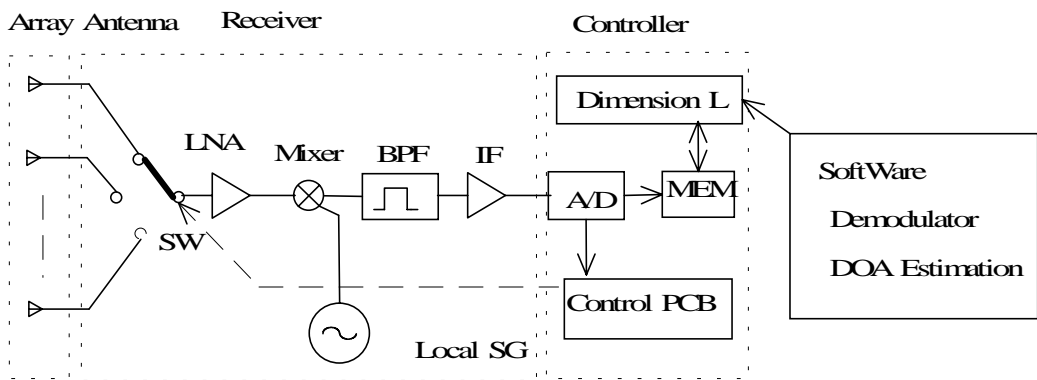 Array Antenna
Receiver
Controller
Dimension L
LNA
Mixer
BPF
IF
A/D
MEM
SW
Control PCB
Local SG
SoftWare
Demodulator
DOA Estimation